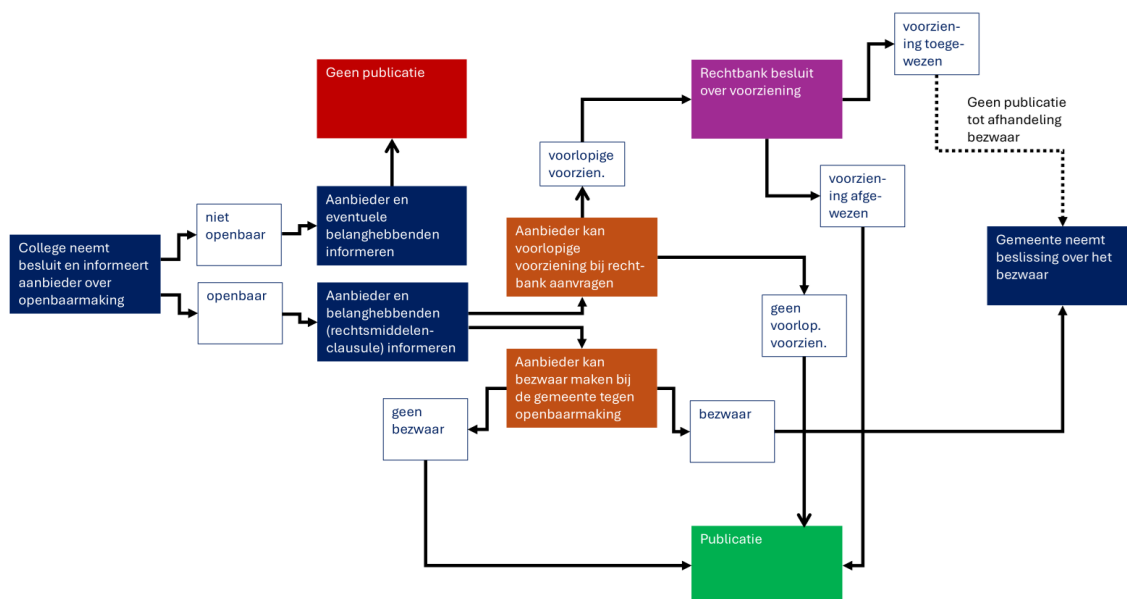 voorzien-
ing toege-
wezen
Geen publicatie
Rechtbank besluit
over voorziening
Geen publicatie
tot afhandeling
bezwaar
voorlopige
voorzien.
voorzien-
ing afge-
wezen
Aanbieder en
eventuele
belanghebbenden
informeren
niet
openbaar
Aanbieder kan
voorlopige
voorziening bij recht-
bank aanvragen
College neemt
besluit en informeert
aanbieder over
openbaarmaking
Gemeente neemt
beslissing over het
bezwaar
openbaar
Aanbieder en
belanghebbenden
(rechtsmiddelen-
clausule) informeren
geen
voorlop.
voorzien.
Aanbieder kan
bezwaar maken bij
de gemeente tegen
openbaarmaking
geen
bezwaar
bezwaar
Publicatie